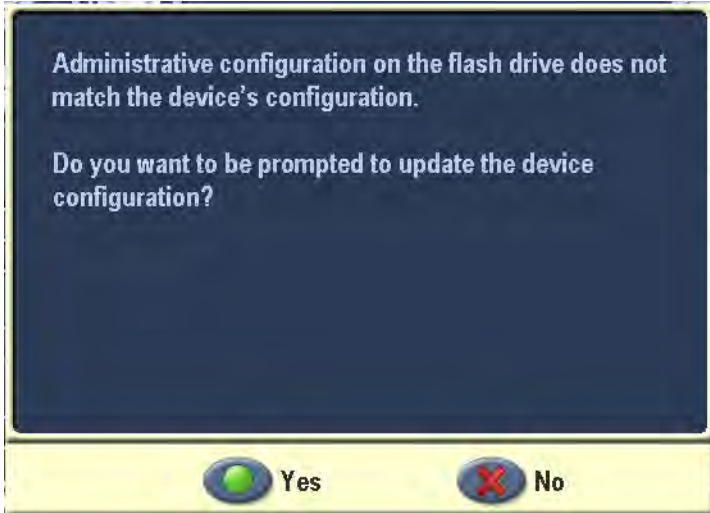 Administrative configuration on the flash drive does not
match the device's configuration.
Do you want to be prompted to update the device
configuration?
Yes No